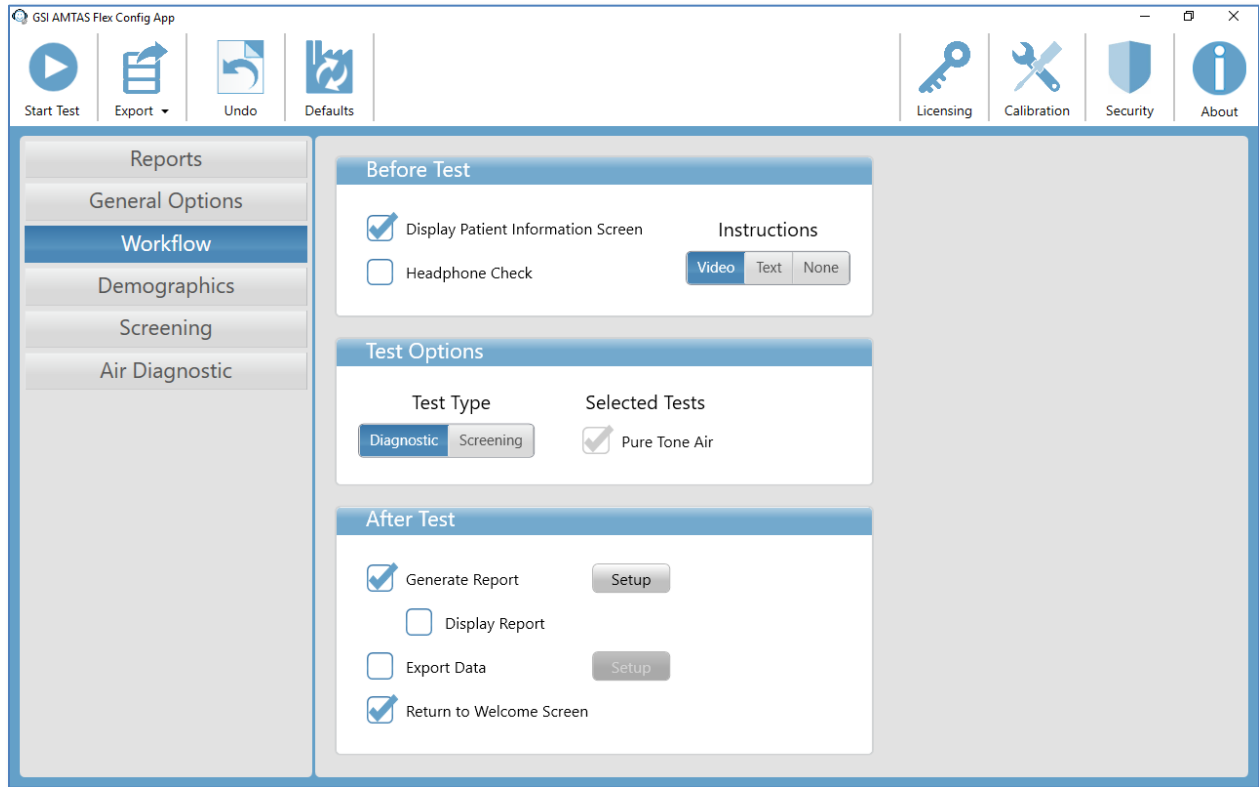 GSI AMTAS Flex Config App
Start Test
Export
Undo
Defaults
Licensing
Calibration
Security
About
Reports
General Options
Workflow
Demographics
Screening
Air Diagnostic
Before Test
Display Patient Information Screen
Headphone Check
Instructions
Video Text None
Test Options
Test Type
Diagnostic Screening
Selected Tests
Pure Tone Air
After Test
Generate Report Setup
Display Report
Export Data Setup
Return to Welcome Screen